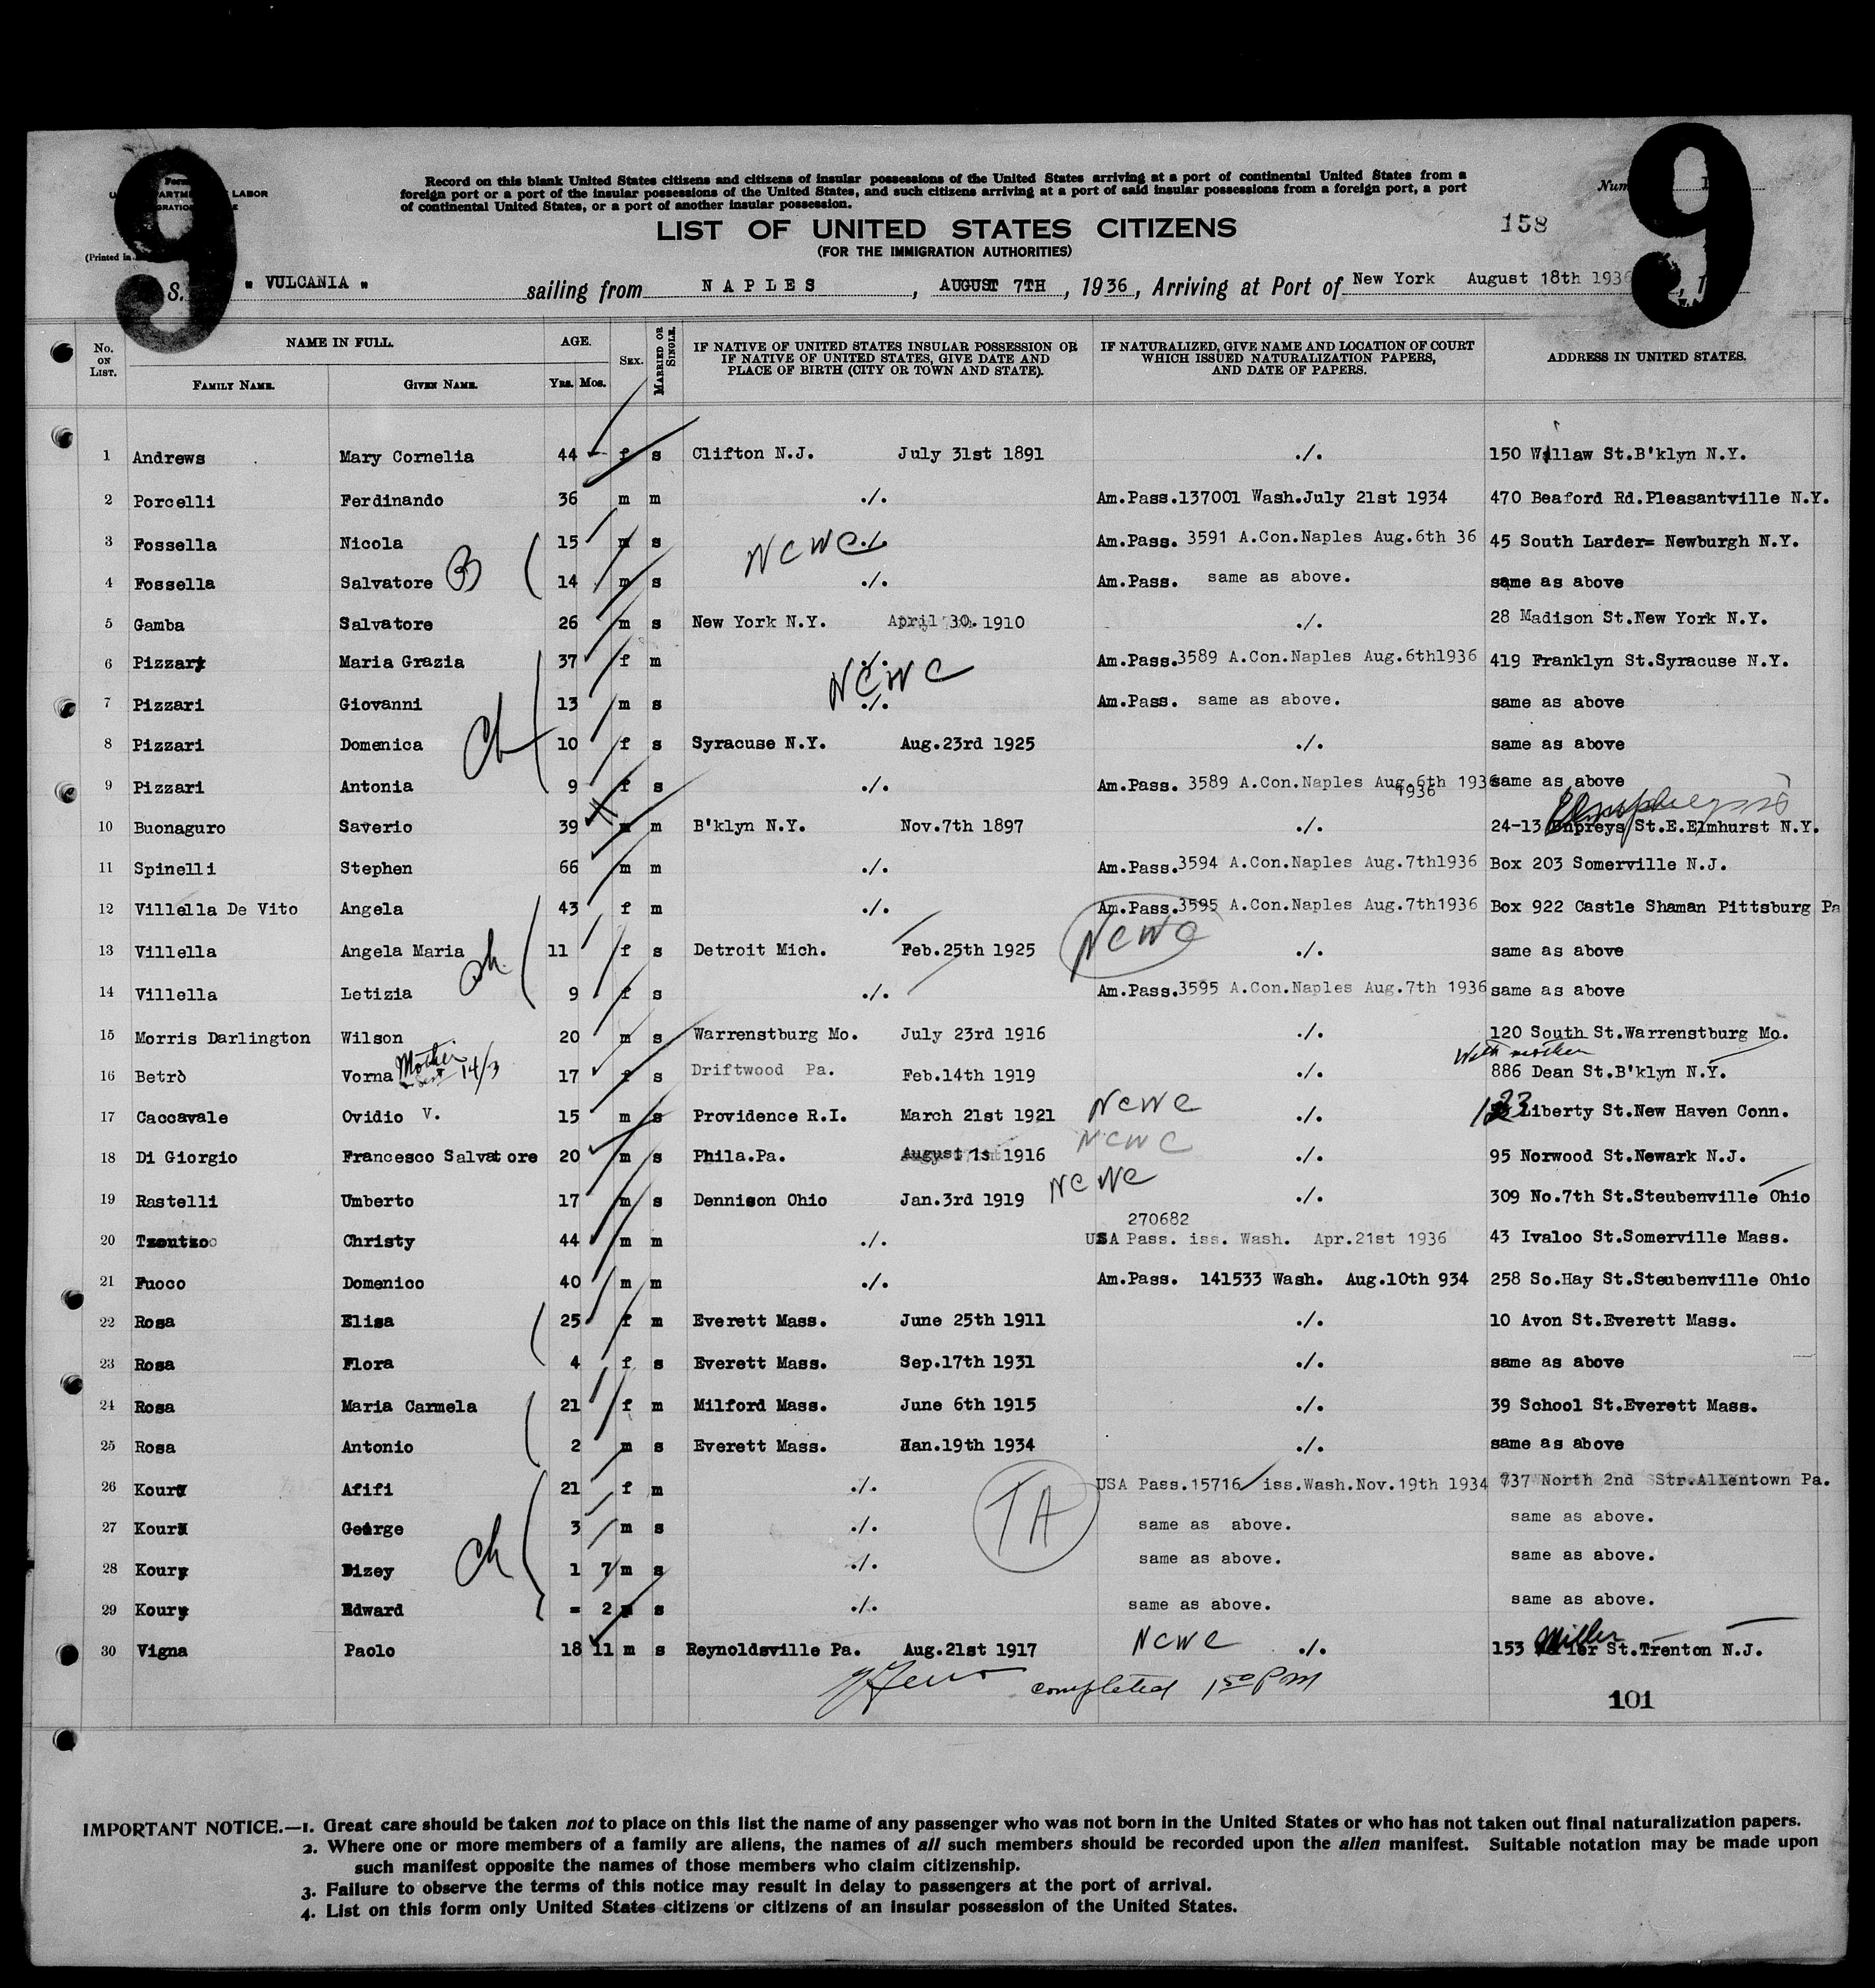 9
9
Form
U. DEPARTMENT LABOR
(Printed in
Record on this blank United States citizens and citizens of insular possessions of the United States arriving at a port of continental United States from a
foreign port or a port of the insular possessions of the United States, and such citizens arriving at a port of said insular possessions from a foreign port, a port
of continental United States, or a port of another insular possession.
LIST OF UNITED STATES CITIZENS
158
(FOR THE IMMIGRATION AUTHORITIES)
S. " VULCANIA " sailing from NAPLES, AUGUST 7TH, 1936, Arriving at Port of New York August 18th 1936
No. ON LIST.
NAME IN FULL.
FAMILY NAME. GIVEN NAME.
AGE.
YRS. MOS.
SEX.
MARRIED OR SINGLE.
IF NATIVE OF UNITED STATES INSULAR POSSESSION OR
IF NATIVE OF UNITED STATES, GIVE DATE AND
PLACE OF BIRTH (CITY OR TOWN AND STATE).
IF NATURALIZED, GIVE NAME AND LOCATION OF COURT
WHICH ISSUED NATURALIZATION PAPERS,
AND DATE OF PAPERS.
ADDRESS IN UNITED STATES.
1 Andrews Mary Cornelia 44 f s Clifton N.J. July 31st 1891 ./. 150 Willaw St.B'klyn N.Y.
2 Porcelli Ferdinando 36 m m ./. Am.Pass.137001 Wash.July 21st 1934 470 Beaford Rd.Pleasantville N.Y.
3 Fossella Nicola 15 m s NCWC ./. Am.Pass. 3591 A.Con.Naples Aug.6th 36 45 South Larder= Newburgh N.Y.
4 Fossella Salvatore 14 m s ./. Am.Pass. same as above. same as above
5 Gamba Salvatore 26 m s New York N.Y. April 30. 1910 ./. 28 Madison St.New York N.Y.
6 Pizzari Maria Grazia 37 f m ./. Am.Pass.3589 A.Con.Naples Aug.6th1936 419 Franklyn St.Syracuse N.Y.
NCWC
7 Pizzari Giovanni 13 m s ./. Am.Pass. same as above. same as above
ch
8 Pizzari Domenica 10 f s Syracuse N.Y. Aug.23rd 1925 ./. same as above
9 Pizzari Antonia 9 f s ./. Am.Pass. 3589 A.Con.Naples Aug.6th 1936 same as above
1936
10 Buonaguro Saverio 39 m m B'klyn N.Y. Nov.7th 1897 ./. 24-13 Enpreys St.E.Elmhurst N.Y.
11 Spinelli Stephen 66 m m ./. Am.Pass.3594 A.Con.Naples Aug.7th1936 Box 203 Somerville N.J.
12 Villella De Vito Angela 43 f m ./. Am.Pass.3595 A.Con.Naples Aug.7th1936 Box 922 Castle Shaman Pittsburg Pa
NCWC
13 Villella Angela Maria 11 f s Detroit Mich. Feb.25th 1925 ./. same as above
ch.
14 Villella Letizia 9 f s ./. Am.Pass.3595 A.Con.Naples Aug.7th 1936 same as above
15 Morris Darlington Wilson 20 m s Warrenstburg Mo. July 23rd 1916 ./. 120 South St.Warrenstburg Mo.
Mother 14/3 With mother
16 Betrò Vorna 17 f s Driftwood Pa. Feb.14th 1919 ./. 886 Dean St.B'klyn N.Y.
17 Caccavale Ovidio V. 15 m s Providence R.I. March 21st 1921 NCWC ./. 123 Liberty St.New Haven Conn.
18 Di Giorgio Francesco Salvatore 20 m s Phila.Pa. August 1s 1916 NCWC ./. 95 Norwood St.Newark N.J.
19 Rastelli Umberto 17 m s Dennison Ohio Jan.3rd 1919 NCWC ./. 309 No.7th St.Steubenville Ohio
270682
20 Tzoutzo Christy 44 m m ./. USA Pass. iss. Wash. Apr.21st 1936 43 Ivaloo St.Somerville Mass.
21 Fuoco Domenico 40 m m ./. Am.Pass. 141533 Wash. Aug.10th 934 258 So.Hay St.Steubenville Ohio
22 Rosa Elisa 25 f m Everett Mass. June 25th 1911 ./. 10 Avon St.Everett Mass.
23 Rosa Flora 4 f s Everett Mass. Sep.17th 1931 ./. same as above
24 Rosa Maria Carmela 21 f m Milford Mass. June 6th 1915 ./. 39 School St.Everett Mass.
25 Rosa Antonio 2 m s Everett Mass. Jan.19th 1934 ./. same as above
26 Koury Afifi 21 f m ./. USA Pass.15716 iss.Wash.Nov.19th 1934 737 North 2nd Str.Allentown Pa.
TA
27 Koury George 3 m s ./. same as above. same as above.
ch
28 Koury Dizey 1 7 m s ./. same as above. same as above.
29 Koury Edward = 2 s ./. same as above. same as above.
30 Vigna Paolo 18 11 m s Reynoldsville Pa. Aug.21st 1917 NCWC ./. 153 Miller St.Trenton N.J.
completed 1 50 PM
101
IMPORTANT NOTICE.—1. Great care should be taken not to place on this list the name of any passenger who was not born in the United States or who has not taken out final naturalization papers.
2. Where one or more members of a family are aliens, the names of all such members should be recorded upon the alien manifest. Suitable notation may be made upon
such manifest opposite the names of those members who claim citizenship.
3. Failure to observe the terms of this notice may result in delay to passengers at the port of arrival.
4. List on this form only United States citizens or citizens of an insular possession of the United States.